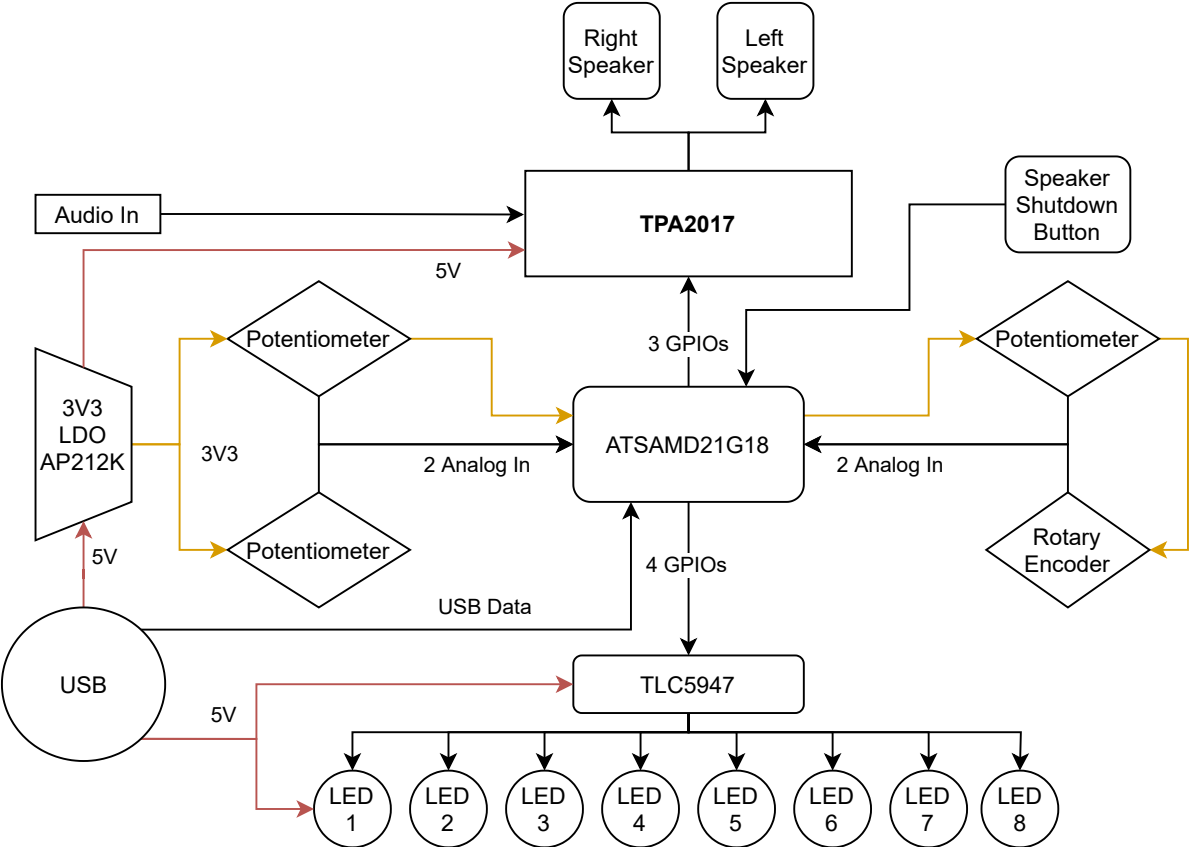 Right
Speaker
Left
Speaker
Audio In
TPA2017
Speaker
Shutdown
Button
5V
Potentiometer
3 GPIOs
Potentiometer
3V3
LDO
AP212K
3V3
2 Analog In
ATSAMD21G18
2 Analog In
5V
Potentiometer
4 GPIOs
Rotary
Encoder
USB Data
USB
5V
TLC5947
LED
1
LED
2
LED
3
LED
4
LED
5
LED
6
LED
7
LED
8